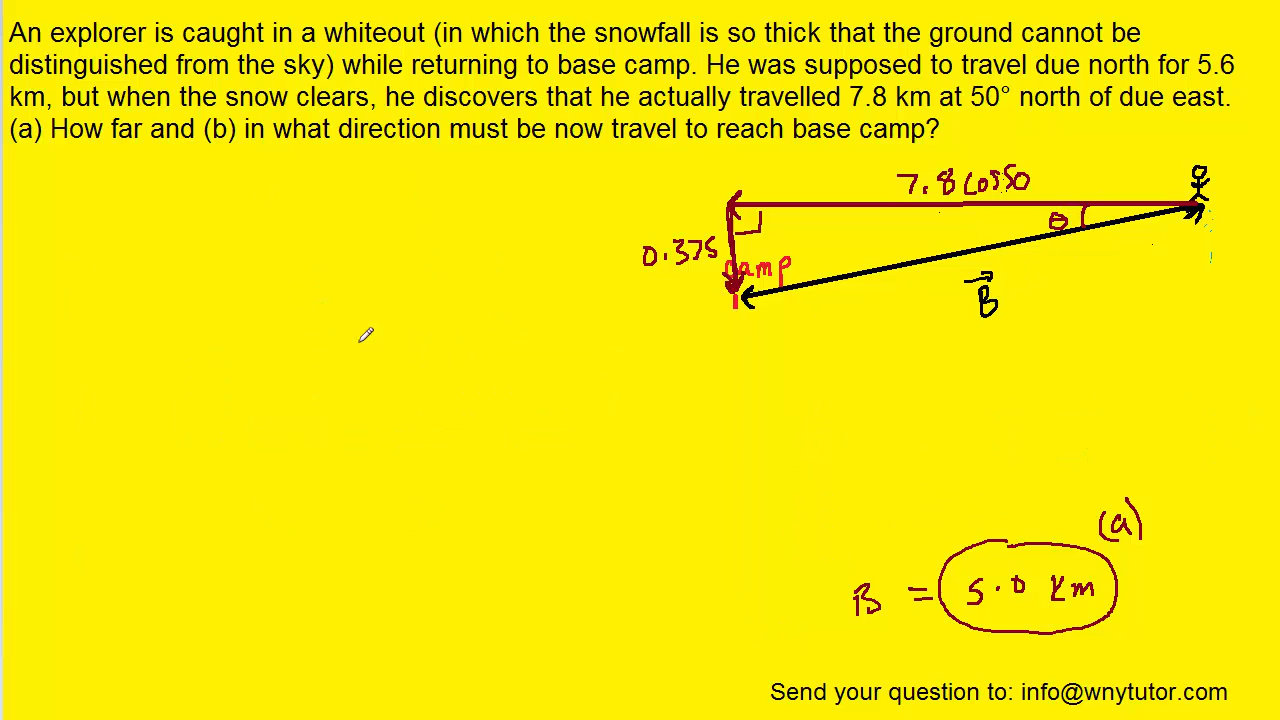 An explorer is caught in a whiteout (in which the snowfall is so thick that the ground cannot be
distinguished from the sky) while returning to base camp. He was supposed to travel due north for 5.6
km, but when the snow clears, he discovers that he actually travelled 7.8 km at 50° north of due east.
(a) How far and (b) in what direction must be now travel to reach base camp?
7.8 cos50
θ
0.375
camp
B
(a)
B = 5.0 km
Send your question to: info@wnytutor.com